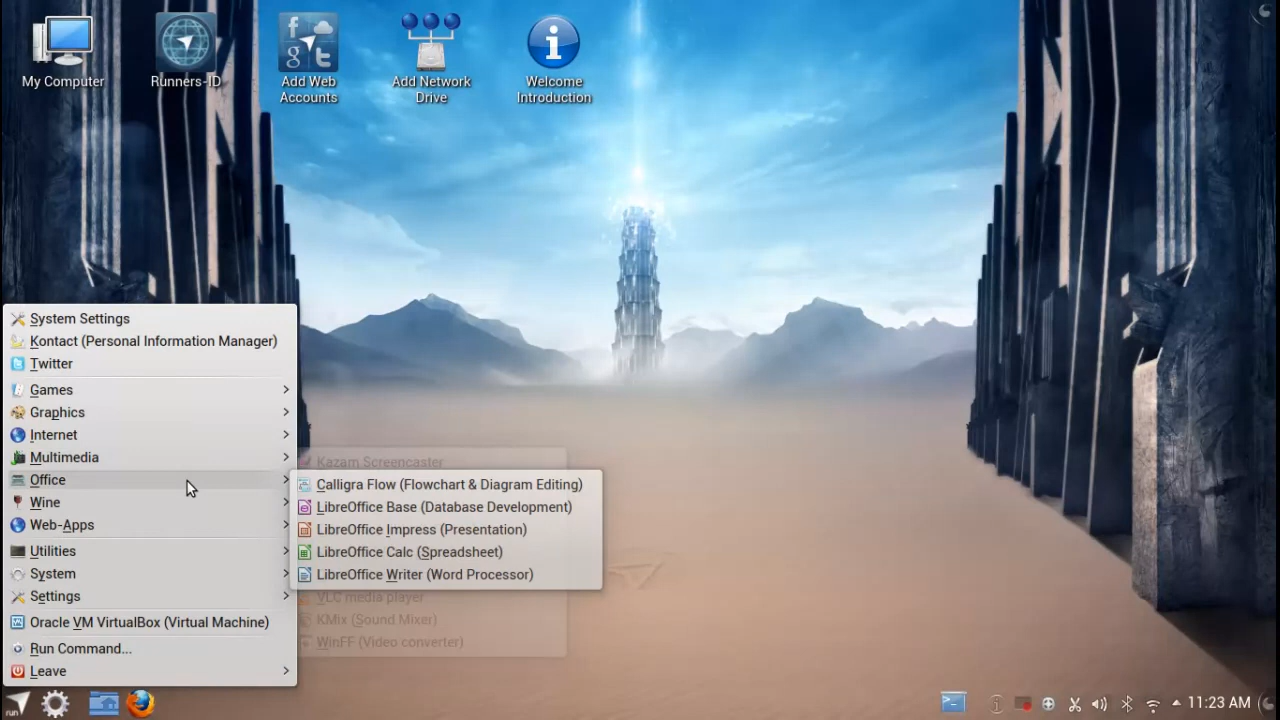 My Computer
Runners-ID
Add Web
Accounts
Add Network
Drive
Welcome
Introduction
System Settings
Kontact (Personal Information Manager)
Twitter
Games
Graphics
Internet
Multimedia
Office
Wine
Web-Apps
Utilities
System
Settings
Oracle VM VirtualBox (Virtual Machine)
Run Command...
Leave
Kazam Screencaster
Calligra Flow (Flowchart & Diagram Editing)
LibreOffice Base (Database Development)
LibreOffice Impress (Presentation)
LibreOffice Calc (Spreadsheet)
LibreOffice Writer (Word Processor)
VLC media player
KMix (Sound Mixer)
WinFF (Video converter)
run
11:23 AM